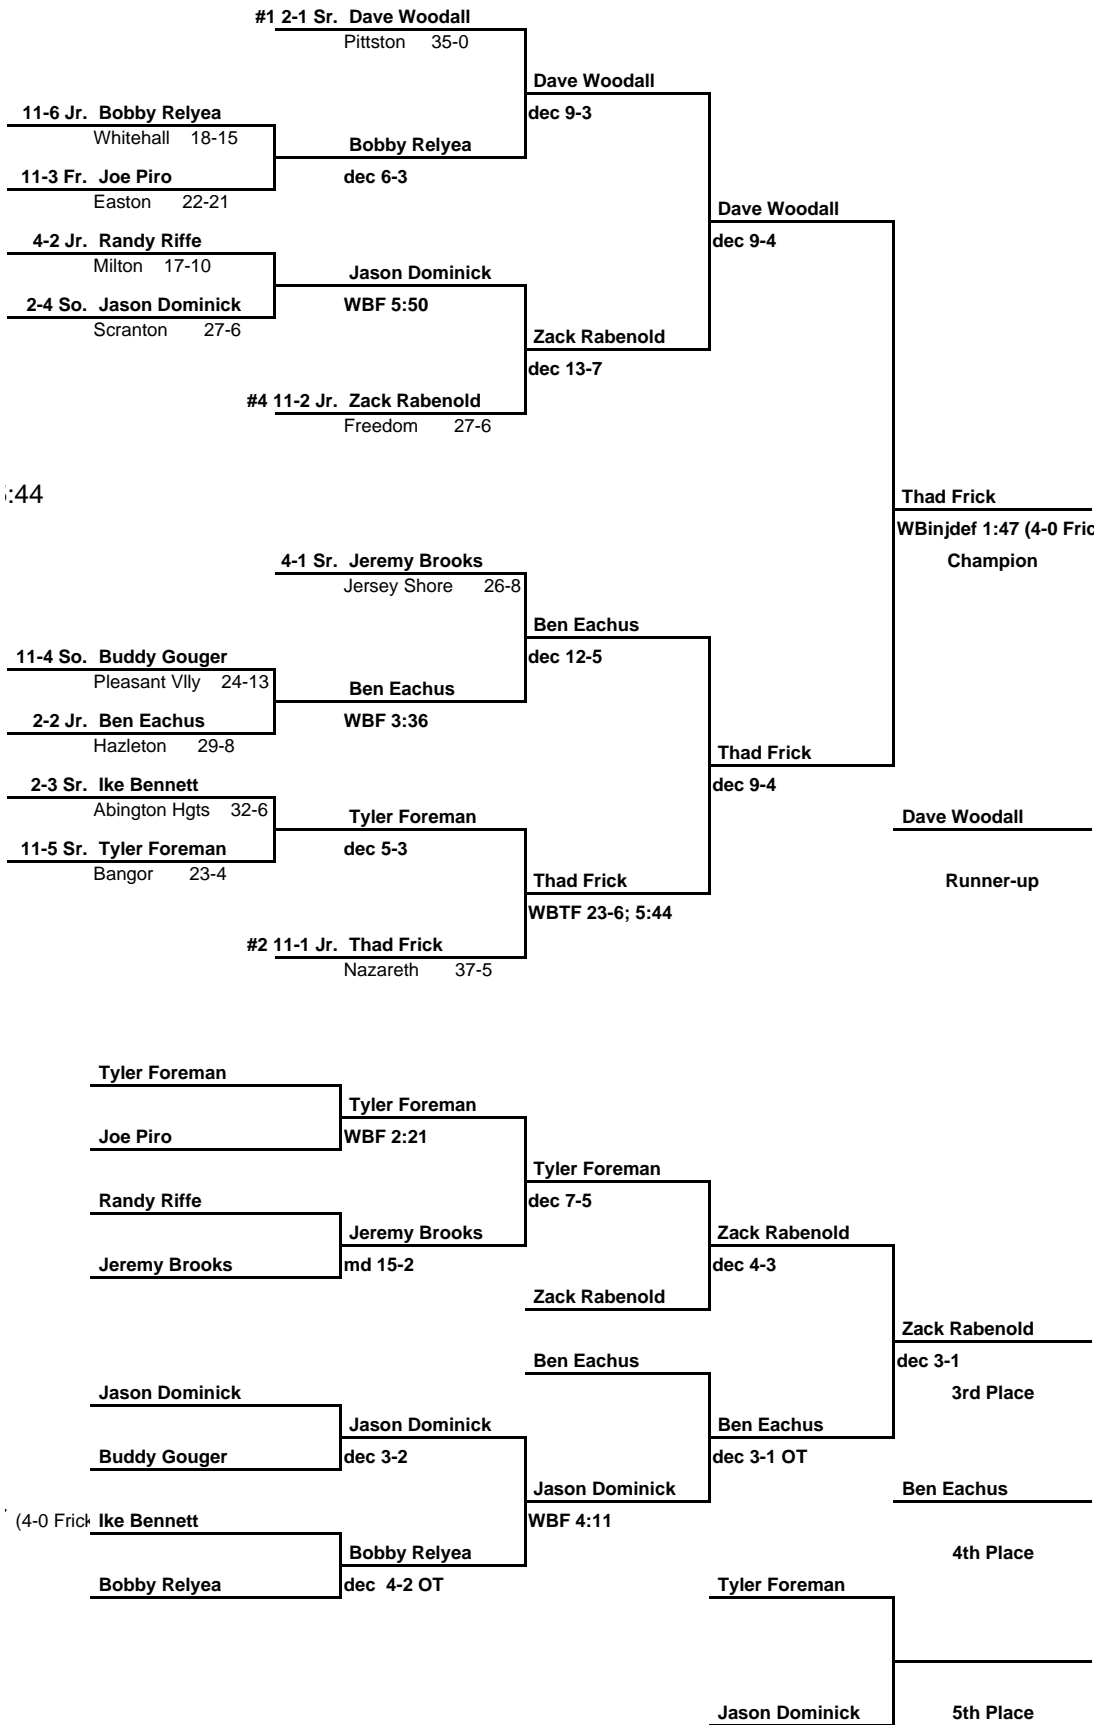 #1 2-1 Sr. Dave Woodall
Pittston 35-0
Dave Woodall
11-6 Jr. Bobby Relyea
dec 9-3
Whitehall 18-15
Bobby Relyea
11-3 Fr. Joe Piro
dec 6-3
Easton 22-21
Dave Woodall
4-2 Jr. Randy Riffe
dec 9-4
Milton 17-10
Jason Dominick
2-4 So. Jason Dominick
WBF 5:50
Scranton 27-6
Zack Rabenold
dec 13-7
#4 11-2 Jr. Zack Rabenold
Freedom 27-6
:44
Thad Frick
WBinjdef 1:47 (4-0 Fric
4-1 Sr. Jeremy Brooks
Champion
Jersey Shore 26-8
Ben Eachus
11-4 So. Buddy Gouger
dec 12-5
Pleasant Vlly 24-13
Ben Eachus
2-2 Jr. Ben Eachus
WBF 3:36
Hazleton 29-8
Thad Frick
2-3 Sr. Ike Bennett
dec 9-4
Abington Hgts 32-6
Tyler Foreman
Dave Woodall
11-5 Sr. Tyler Foreman
dec 5-3
Bangor 23-4
Thad Frick
Runner-up
WBTF 23-6; 5:44
#2 11-1 Jr. Thad Frick
Nazareth 37-5
Tyler Foreman
Tyler Foreman
Joe Piro
WBF 2:21
Tyler Foreman
Randy Riffe
dec 7-5
Jeremy Brooks
Zack Rabenold
Jeremy Brooks
md 15-2
dec 4-3
Zack Rabenold
Zack Rabenold
Ben Eachus
dec 3-1
Jason Dominick
3rd Place
Jason Dominick
Ben Eachus
Buddy Gouger
dec 3-2
dec 3-1 OT
Jason Dominick
Ben Eachus
(4-0 Frick
Ike Bennett
WBF 4:11
Bobby Relyea
4th Place
Bobby Relyea
dec 4-2 OT
Tyler Foreman
Jason Dominick
5th Place